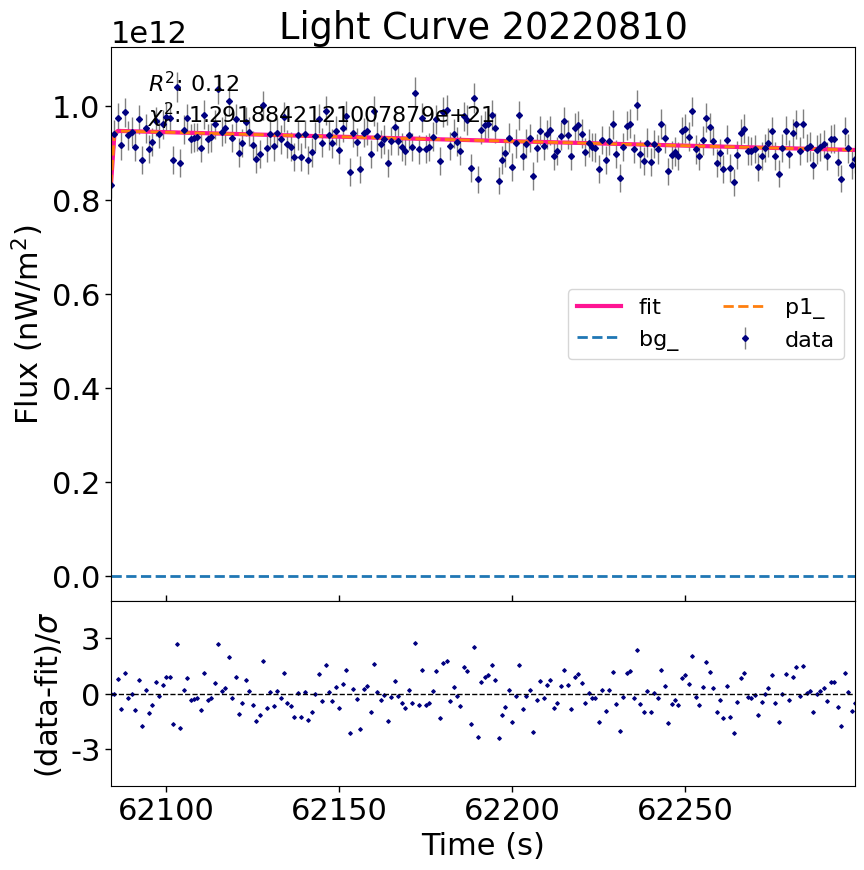 Light Curve 20220810
1e12
R²: 0.12
χ²: 1.2918842121007879e+21
1.0
0.8
0.6
0.4
0.2
0.0
Flux (nW/m²)
fit
bg_
p1_
data
3
0
-3
(data-fit)/σ
62100
62150
62200
62250
Time (s)